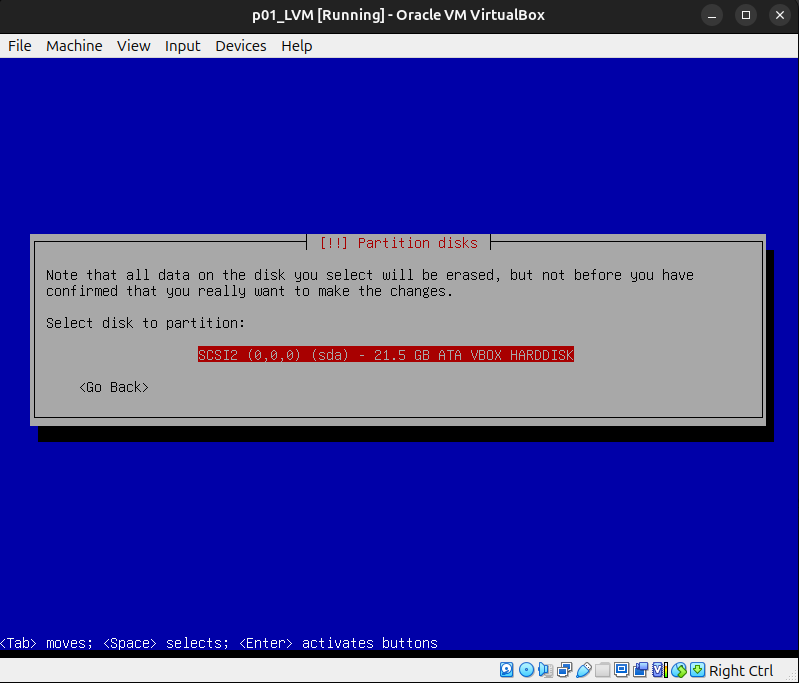 p01_LVM [Running] - Oracle VM VirtualBox
File Machine View Input Devices Help
[!!] Partition disks
Note that all data on the disk you select will be erased, but not before you have
confirmed that you really want to make the changes.
Select disk to partition:
SCSI2 (0,0,0) (sda) - 21.5 GB ATA VBOX HARDDISK
<Go Back>
<Tab> moves; <Space> selects; <Enter> activates buttons
Right Ctrl